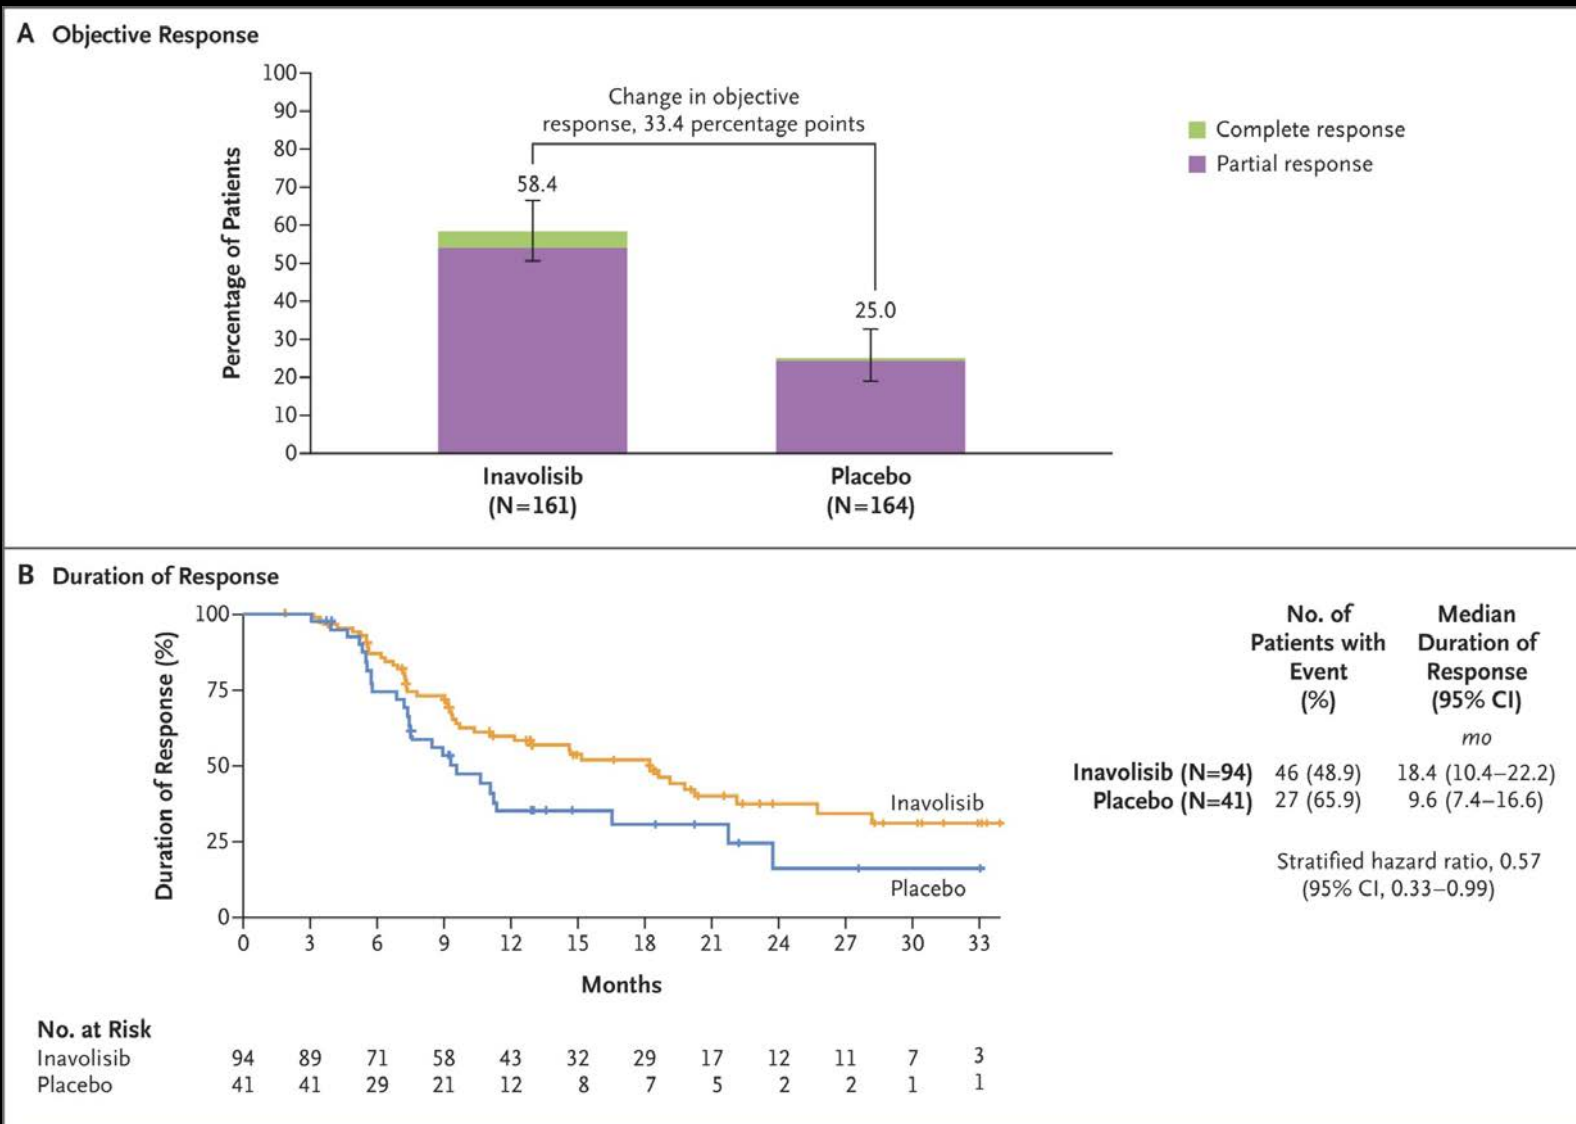 A Objective Response
100
90
80
70
60
50
40
30
20
10
0
Percentage of Patients
Change in objective
response, 33.4 percentage points
58.4
25.0
Inavolisib
(N=161)
Placebo
(N=164)
Complete response
Partial response
B Duration of Response
100
75
50
25
0
Duration of Response (%)
Inavolisib
Placebo
0 3 6 9 12 15 18 21 24 27 30 33
Months
No. of
Patients with
Event
(%)
Median
Duration of
Response
(95% CI)
mo
Inavolisib (N=94) 46 (48.9) 18.4 (10.4–22.2)
Placebo (N=41) 27 (65.9) 9.6 (7.4–16.6)
Stratified hazard ratio, 0.57
(95% CI, 0.33–0.99)
No. at Risk
Inavolisib 94 89 71 58 43 32 29 17 12 11 7 3
Placebo 41 41 29 21 12 8 7 5 2 2 1 1